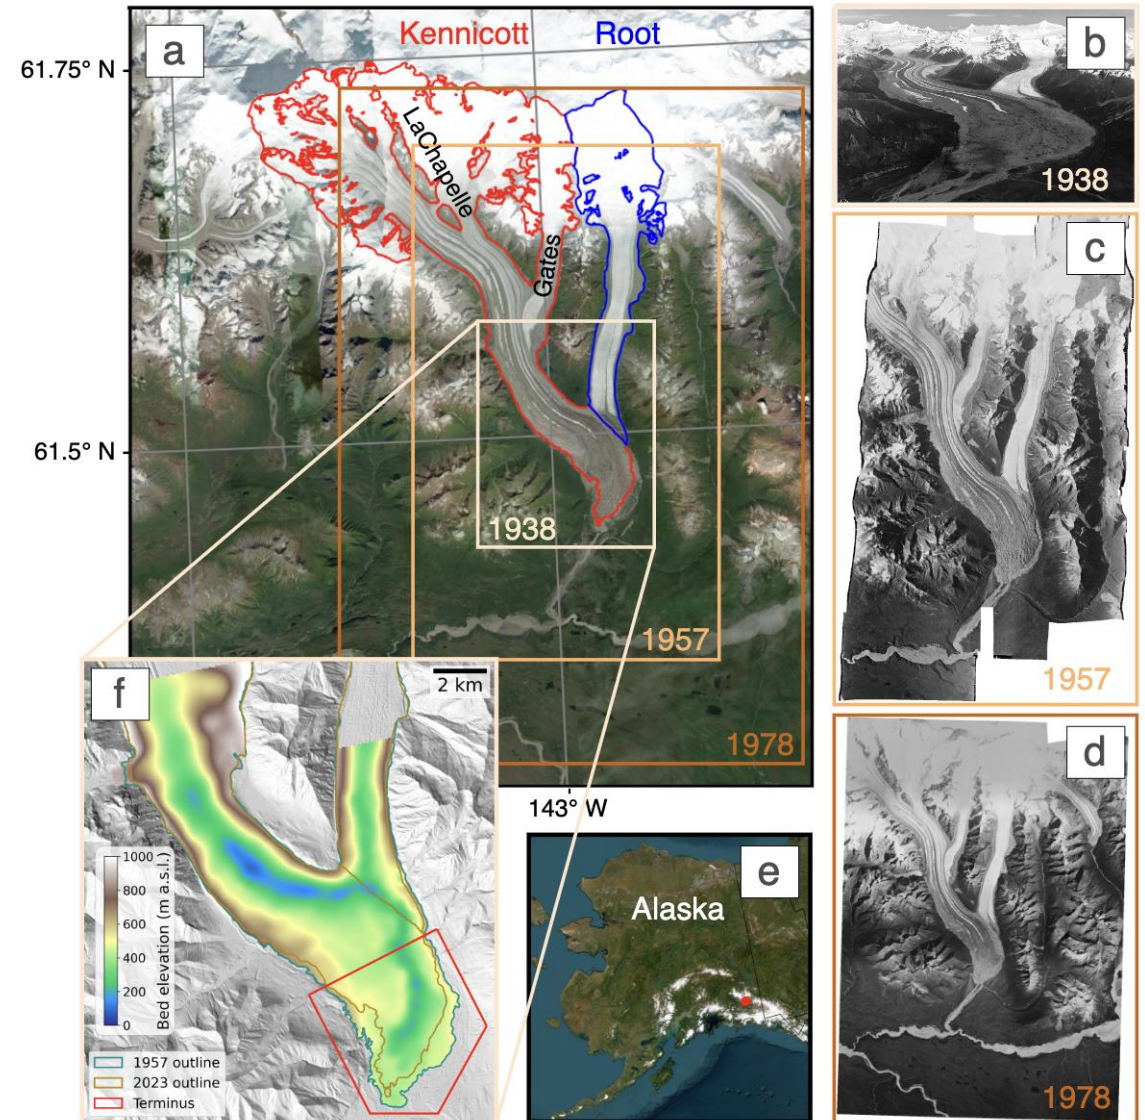 a
Kennicott
Root
61.75° N
LaChapelle
Gates
61.5° N
1938
1957
1978
143° W
b
1938
c
1957
d
1978
e
Alaska
f
2 km
1000
800
600
400
200
0
Bed elevation (m a.s.l.)
1957 outline
2023 outline
Terminus